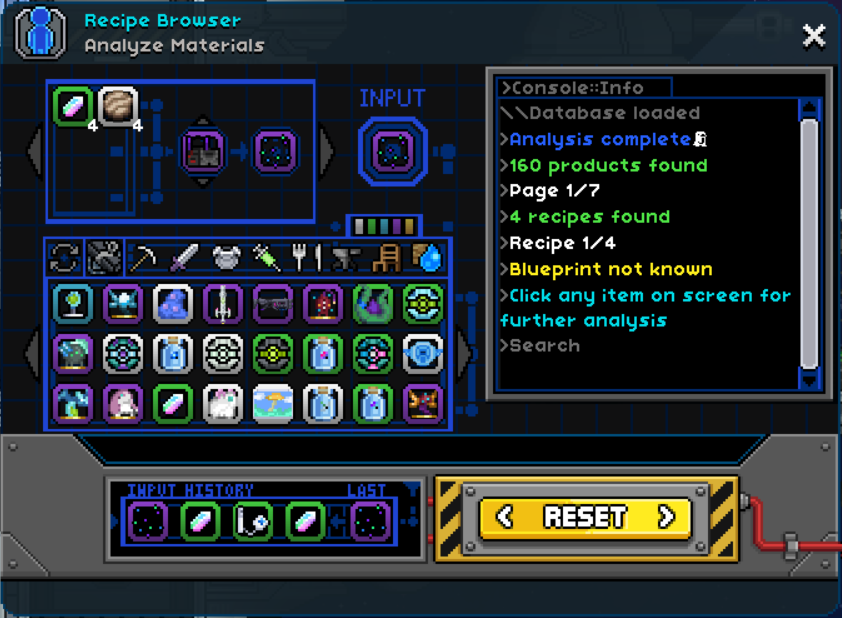 Recipe Browser
Analyze Materials
4
4
INPUT
>Console::Info
\\Database loaded
>Analysis complete
>160 products found
>Page 1/7
>4 recipes found
>Recipe 1/4
>Blueprint not known
>Click any item on screen for
further analysis
>Search
INPUT HISTORY
LAST
< RESET >